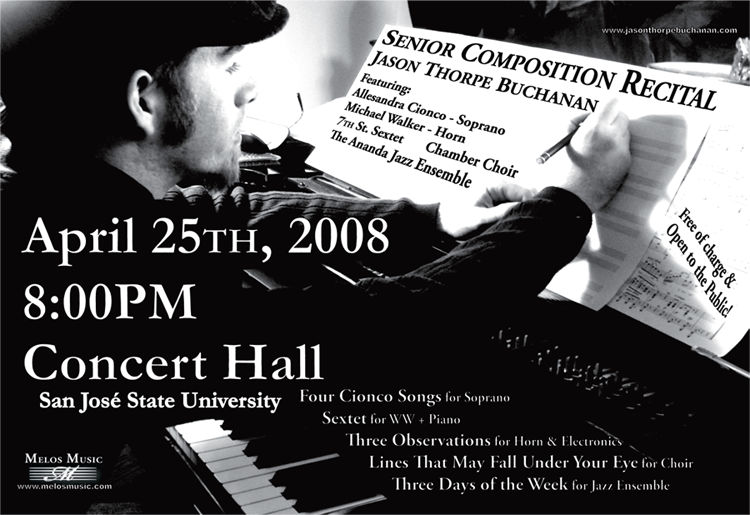 www.jasonthorpebuchanan.com
Senior Composition Recital
Jason Thorpe Buchanan
Featuring:
Allesandra Cionco - Soprano
Michael Walker - Horn
7th St. Sextet Chamber Choir
The Ananda Jazz Ensemble
Free of charge &
Open to the Public!
April 25th, 2008
8:00PM
Concert Hall
San José State University
Four Cionco Songs for Soprano
Sextet for WW + Piano
Three Observations for Horn & Electronics
Lines That May Fall Under Your Eye for Choir
Three Days of the Week for Jazz Ensemble
Melos Music
M
www.melosmusic.com